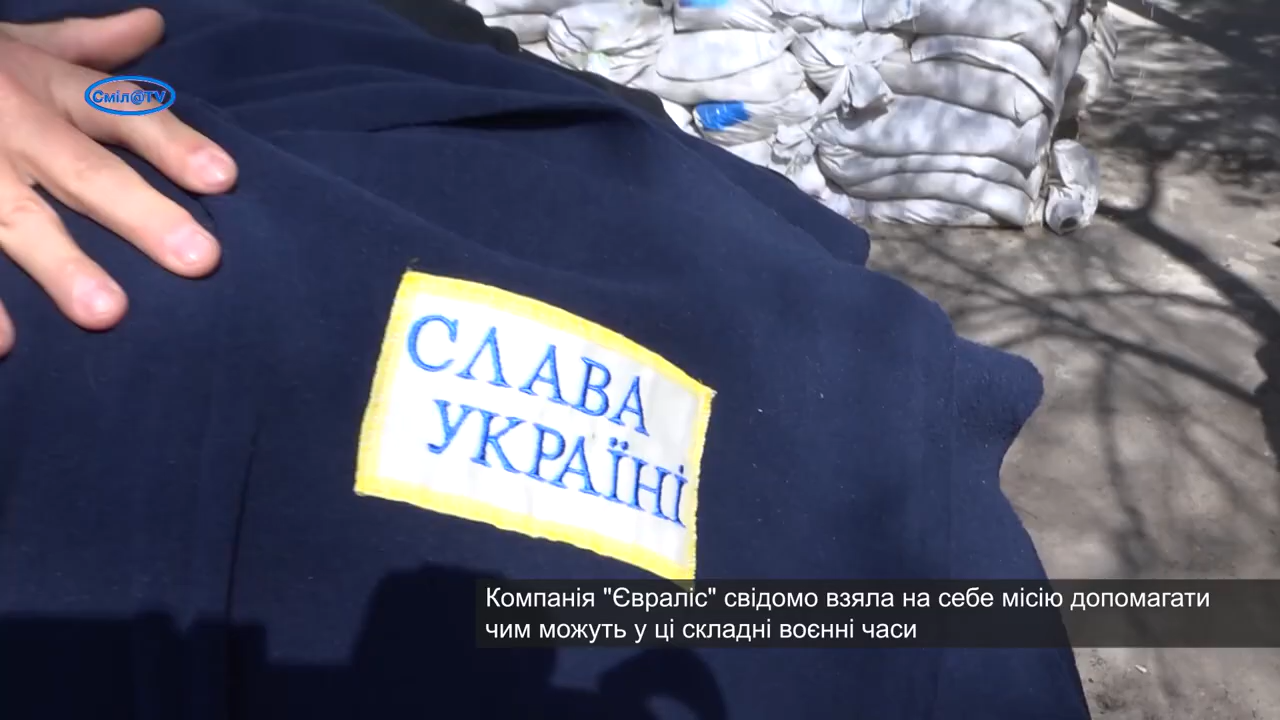 Сміл@TV
СЛАВА
УКРАЇНІ
Компанія "Євраліс" свідомо взяла на себе місію допомагати
чим можуть у ці складні воєнні часи